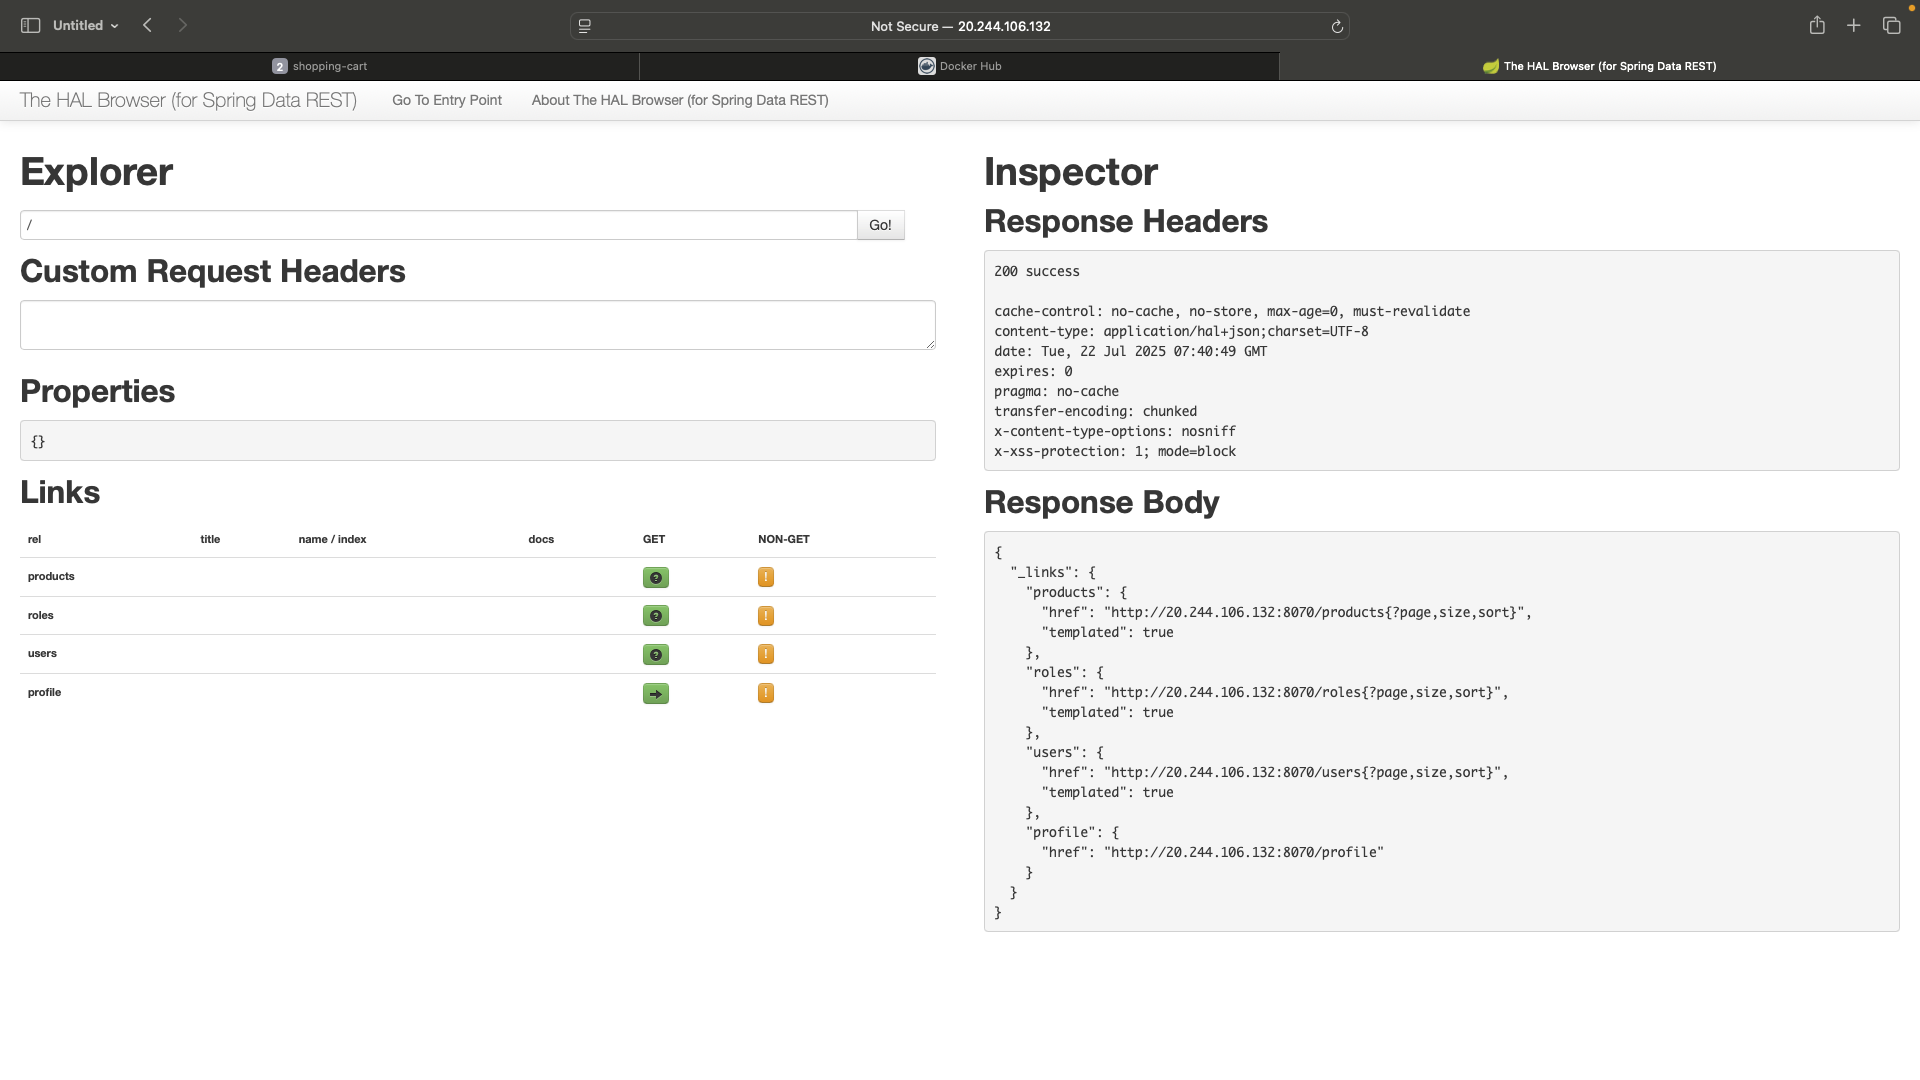 Untitled
Not Secure — 20.244.106.132
2 shopping-cart
Docker Hub
The HAL Browser (for Spring Data REST)
The HAL Browser (for Spring Data REST) Go To Entry Point About The HAL Browser (for Spring Data REST)
Explorer
/ Go!
Custom Request Headers
Properties
{}
Links
rel title name / index docs GET NON-GET
products ? !
roles ? !
users ? !
profile !
Inspector
Response Headers
200 success
cache-control: no-cache, no-store, max-age=0, must-revalidate
content-type: application/hal+json;charset=UTF-8
date: Tue, 22 Jul 2025 07:40:49 GMT
expires: 0
pragma: no-cache
transfer-encoding: chunked
x-content-type-options: nosniff
x-xss-protection: 1; mode=block
Response Body
{
  "_links": {
    "products": {
      "href": "http://20.244.106.132:8070/products{?page,size,sort}",
      "templated": true
    },
    "roles": {
      "href": "http://20.244.106.132:8070/roles{?page,size,sort}",
      "templated": true
    },
    "users": {
      "href": "http://20.244.106.132:8070/users{?page,size,sort}",
      "templated": true
    },
    "profile": {
      "href": "http://20.244.106.132:8070/profile"
    }
  }
}